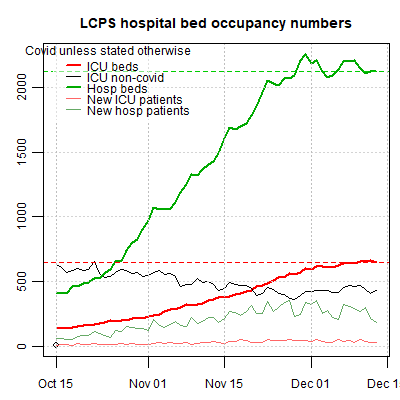 LCPS hospital bed occupancy numbers
Covid unless stated otherwise
ICU beds
ICU non-covid
Hosp beds
New ICU patients
New hosp patients
2000
1500
1000
500
0
Oct 15 Nov 01 Nov 15 Dec 01 Dec 1